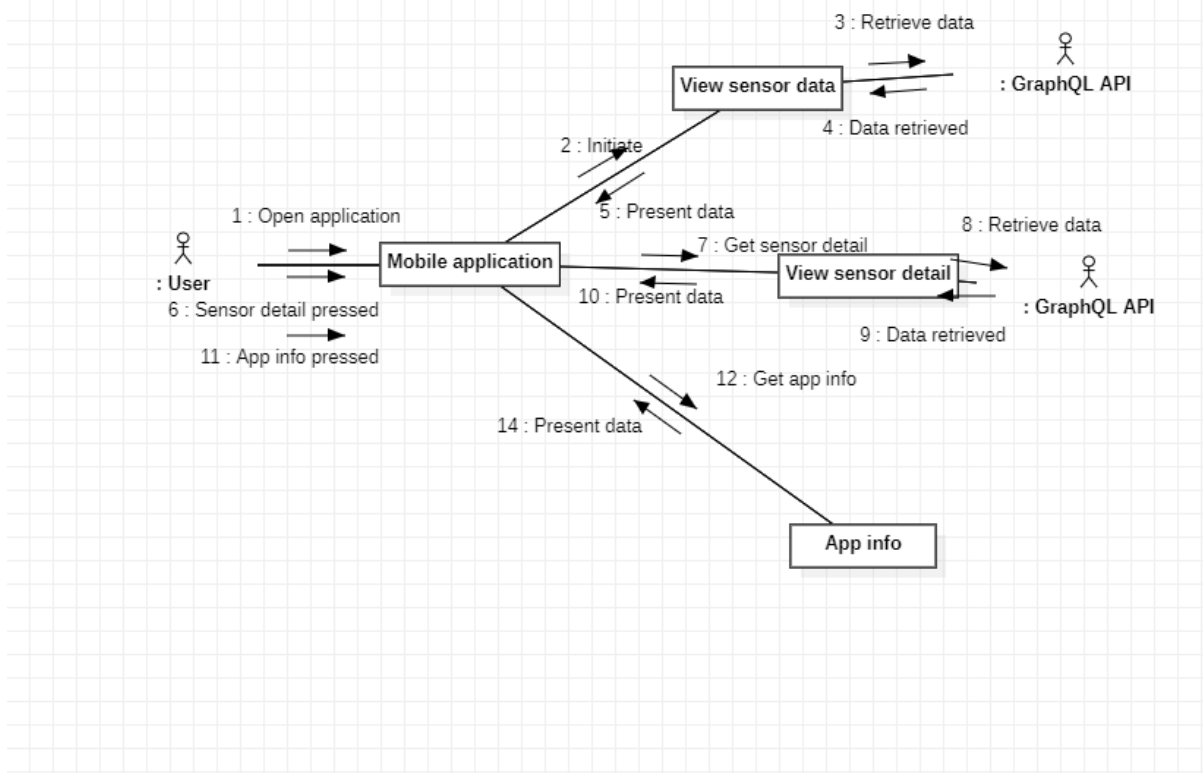 3 : Retrieve data
View sensor data
: GraphQL API
4 : Data retrieved
2 : Initiate
5 : Present data
1 : Open application
8 : Retrieve data
7 : Get sensor detail
Mobile application
View sensor detail
: User
10 : Present data
: GraphQL API
6 : Sensor detail pressed
9 : Data retrieved
11 : App info pressed
12 : Get app info
14 : Present data
App info